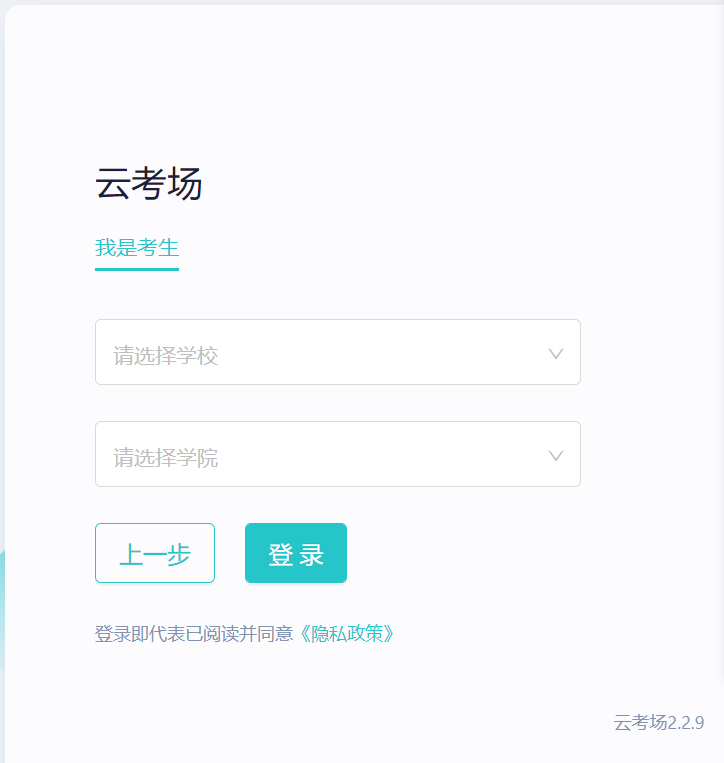 云考场
我是考生
请选择学校
请选择学院
上一步
登录
登录即代表已阅读并同意《隐私政策》
云考场2.2.9